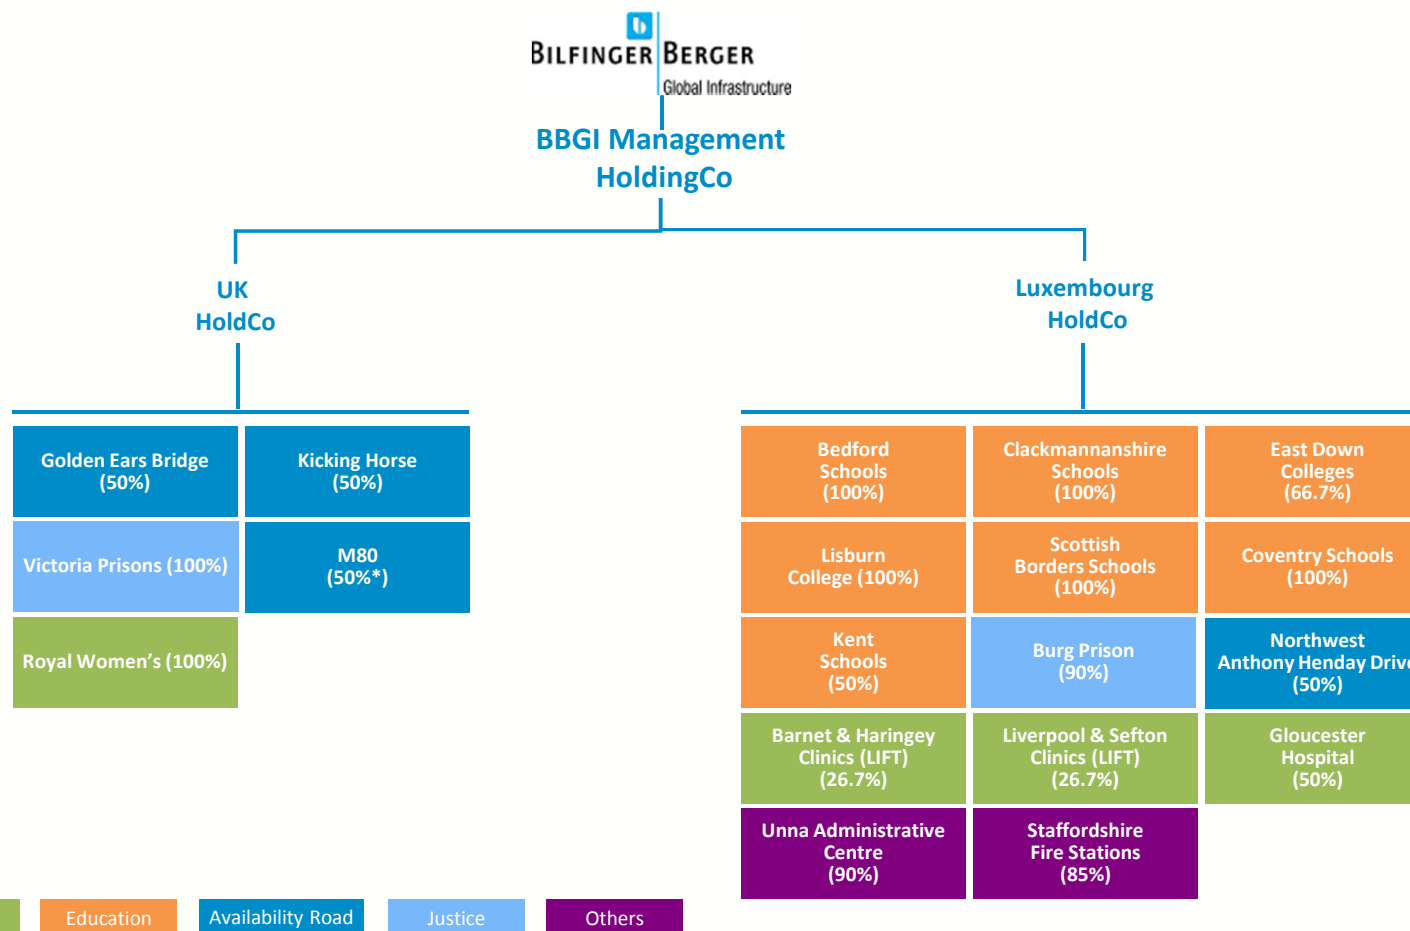 b
BILFINGER BERGER
Global Infrastructure
BBGI Management
HoldingCo
UK
HoldCo
Luxembourg
HoldCo
Golden Ears Bridge
(50%)
Kicking Horse
(50%)
Victoria Prisons (100%)
M80
(50%*)
Royal Women's (100%)
Bedford
Schools
(100%)
Clackmannanshire
Schools
(100%)
East Down
Colleges
(66.7%)
Lisburn
College (100%)
Scottish
Borders Schools
(100%)
Coventry Schools
(100%)
Kent
Schools
(50%)
Burg Prison
(90%)
Northwest
Anthony Henday Drive
(50%)
Barnet & Haringey
Clinics (LIFT)
(26.7%)
Liverpool & Sefton
Clinics (LIFT)
(26.7%)
Gloucester
Hospital
(50%)
Unna Administrative
Centre
(90%)
Staffordshire
Fire Stations
(85%)
Education
Availability Road
Justice
Others